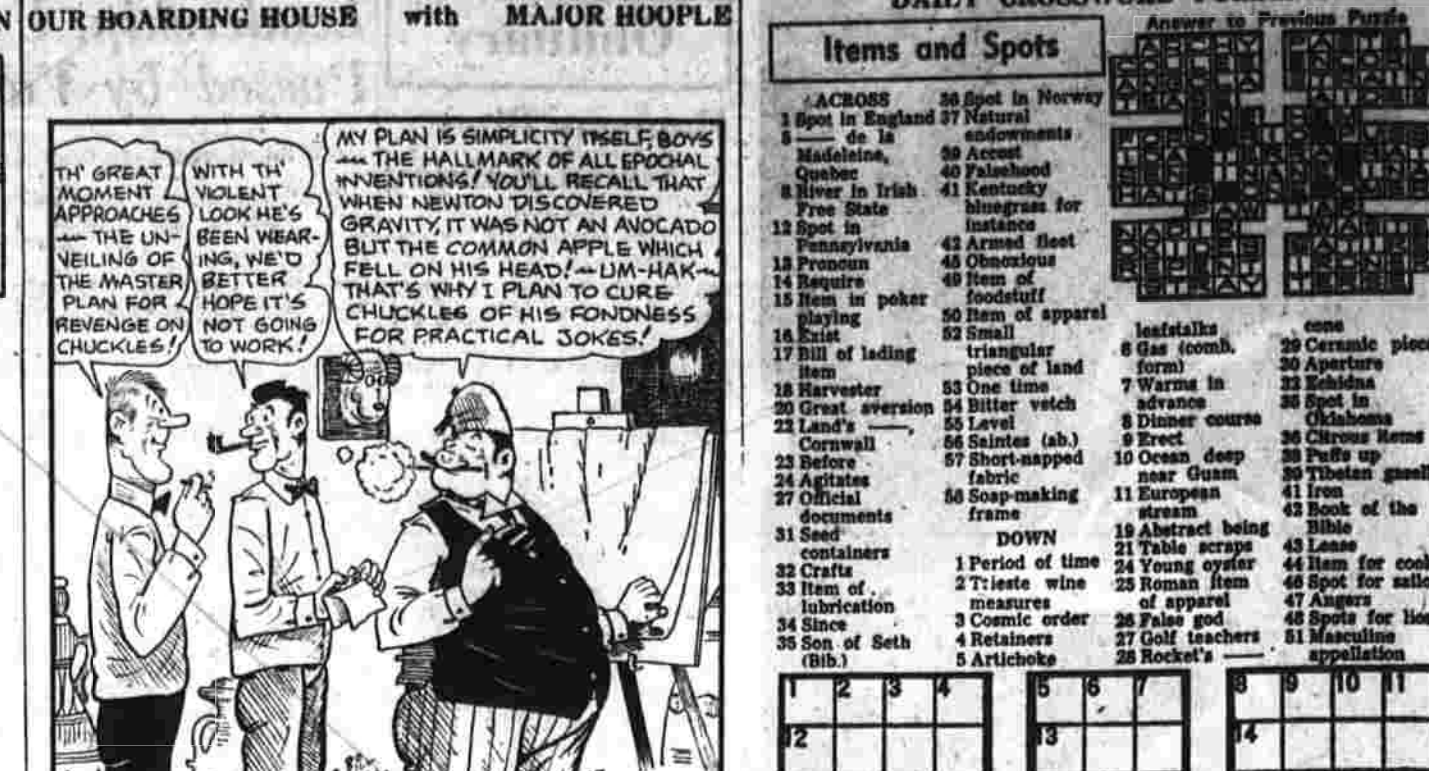 OUR BOARDING HOUSE with MAJOR HOOPLE
TH' GREAT
MOMENT
APPROACHES
— THE UN-
VEILING OF
THE MASTER
PLAN FOR
REVENGE ON
CHUCKLES!
WITH TH'
VIOLENT
LOOK HE'S
BEEN WEAR-
ING, WE'D
BETTER
HOPE IT'S
NOT GOING
TO WORK!
MY PLAN IS SIMPLICITY ITSELF, BOYS
— THE HALLMARK OF ALL EPOCHAL
INVENTIONS! YOU'LL RECALL THAT
WHEN NEWTON DISCOVERED
GRAVITY, IT WAS NOT AN AVOCADO
BUT THE COMMON APPLE WHICH
FELL ON HIS HEAD!— UM-HAK—
THAT'S WHY I PLAN TO CURE
CHUCKLES OF HIS FONDNESS
FOR PRACTICAL JOKES!
Answer to Previous Puzzle
Items and Spots
ACROSS
1 Spot in England
5 —— de la
Madeleine,
Quebec
8 River in Irish
Free State
12 Spot in
Pennsylvania
13 Pronoun
14 Require
15 Item in poker
playing
16 Exist
17 Bill of lading
item
18 Harvester
20 Great aversion
22 Land's ——,
Cornwall
23 Before
24 Agitates
27 Official
documents
31 Seed
containers
32 Crafts
33 Item of
lubrication
34 Since
35 Son of Seth
(Bib.)
36 Spot in Norway
37 Natural
endowments
39 Accost
40 Falsehood
41 Kentucky
bluegrass for
instance
42 Armed fleet
45 Obnoxious
49 Item of
foodstuff
50 Item of apparel
52 Small
triangular
piece of land
53 One time
54 Bitter vetch
55 Level
56 Saintes (ab.)
57 Short-napped
fabric
58 Soap-making
frame
DOWN
1 Period of time
2 Trieste wine
measures
3 Cosmic order
4 Retainers
5 Artichoke
leafstalks
6 Gas (comb.
form)
7 Warms in
advance
8 Dinner course
9 Erect
10 Ocean deep
near Guam
11 European
stream
19 Abstract being
21 Table scraps
24 Young oyster
25 Roman item
of apparel
26 False god
27 Golf teachers
28 Rocket's ——
cone
29 Ceramic piece
30 Aperture
32 Echidna
35 Spot in
Oklahoma
36 Citrous items
38 Puffs up
39 Tibetan
41 Iron
42 Book of the
Bible
43 Lease
44 Item for
46 Spot for
47 Angers
48 Spots for
51 Masculine
appellation
1 2 3 4 5 6 7 8 9 10 11
12 13 14